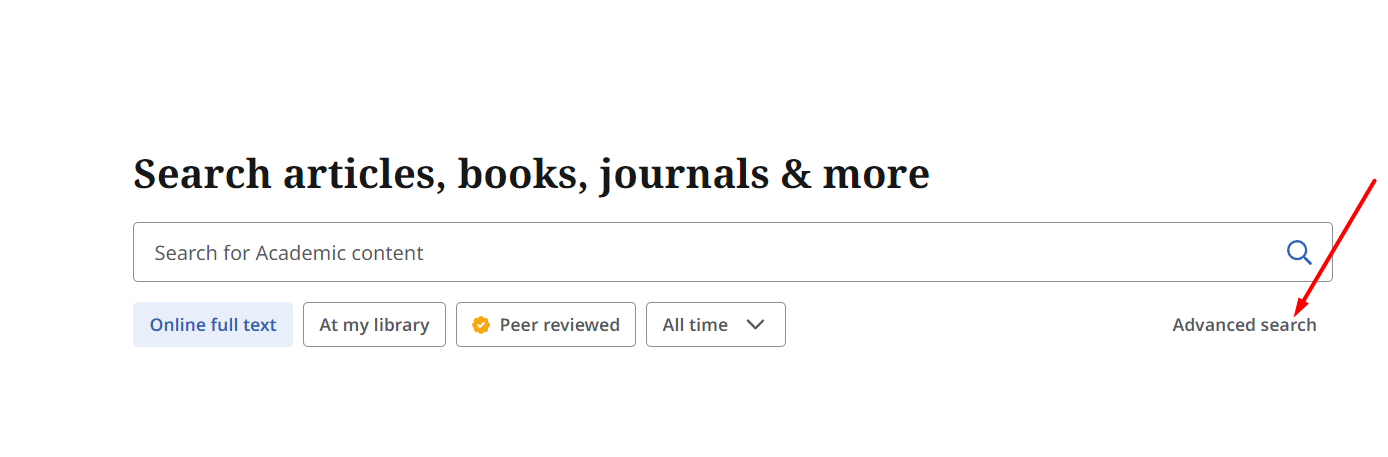 Search articles, books, journals & more
Search for Academic content
Online full text At my library Peer reviewed All time Advanced search